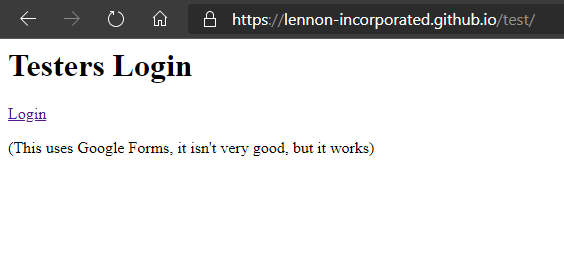 https://lennon-incorporated.github.io/test/
Testers Login
Login
(This uses Google Forms, it isn't very good, but it works)